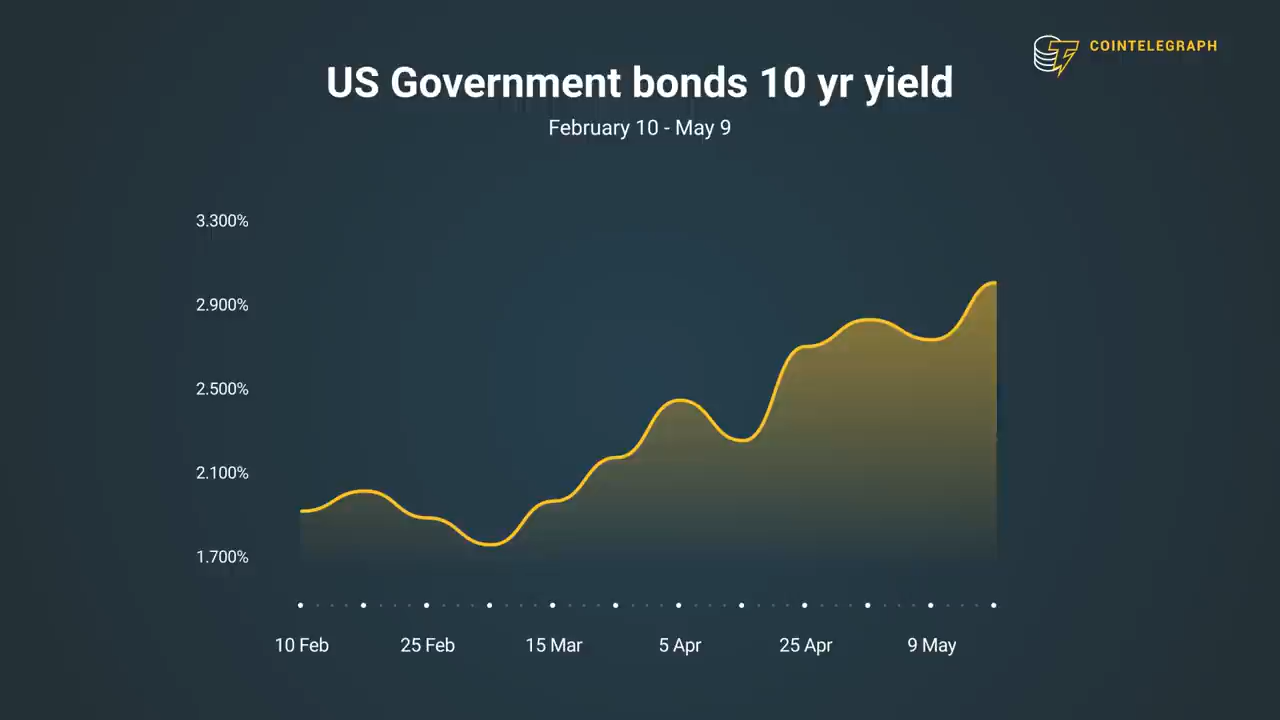 COINTELEGRAPH
US Government bonds 10 yr yield
February 10 - May 9
3.300%
2.900%
2.500%
2.100%
1.700%
10 Feb 25 Feb 15 Mar 5 Apr 25 Apr 9 May